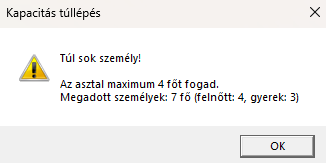 Kapacitás túllépés
Túl sok személy!
Az asztal maximum 4 főt fogad.
Megadott személyek: 7 fő (felnőtt: 4, gyerek: 3)
OK